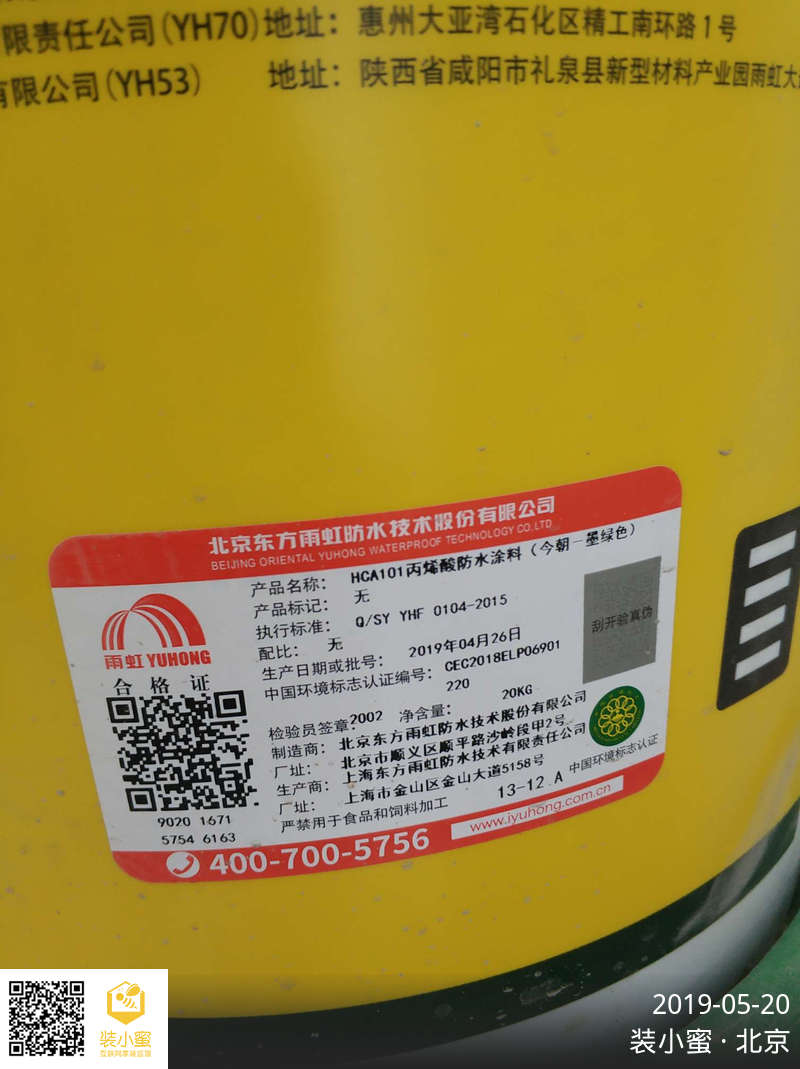 限责任公司(YH70) 地址：惠州大亚湾石化区精工南环路1号
有限公司(YH53) 地址：陕西省咸阳市礼泉县新型材料产业园雨虹大
北京东方雨虹防水技术股份有限公司
BEIJING ORIENTAL YUHONG WATERPROOF TECHNOLOGY CO.LTD
雨虹 YUHONG
合格证
9020 1671
5754 6163
产品名称： HCA101丙烯酸防水涂料（今朝－墨绿色）
产品标记： 无
执行标准： Q/SY YHF 0104-2015
配比： 无
生产日期或批号： 2019年04月26日
中国环境标志认证编号： CEC2018ELP06901
220
检验员签章：2002 净含量： 20KG
制造商： 北京东方雨虹防水技术股份有限公司
厂址： 北京市顺义区顺平路沙岭段甲2号
生产商： 上海东方雨虹防水技术有限责任公司
厂址： 上海市金山区金山大道5158号
严禁用于食品和饲料加工
13-12 A
刮开验真伪
中国环境标志认证
400-700-5756
www.iyuhong.com.cn
装小蜜
2019-05-20
装小蜜·北京